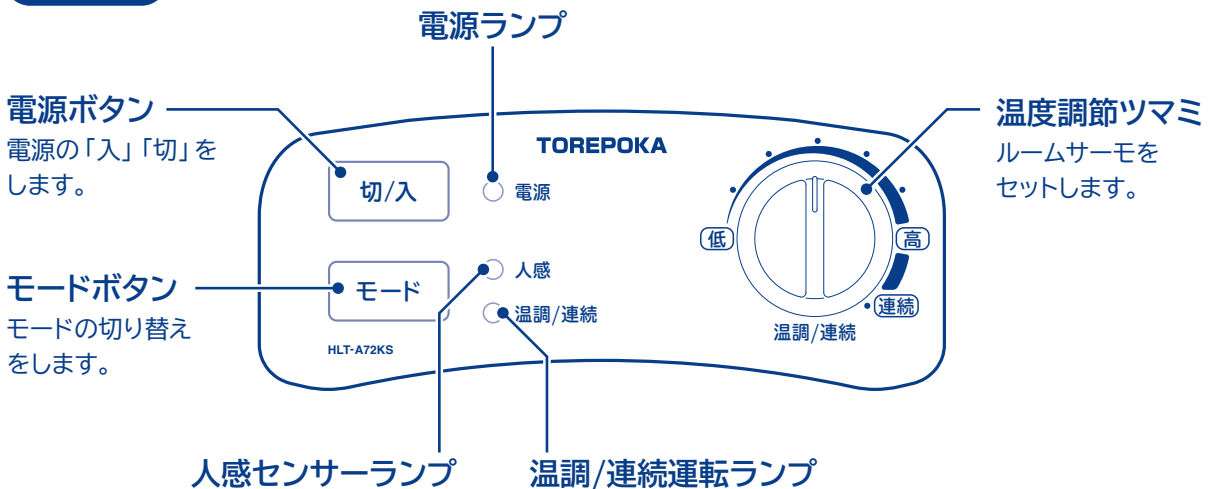 電源ランプ
電源ボタン
電源の「入」「切」を
します。
モードボタン
モードの切り替え
をします。
TOREPOKA
切/入
電源
モード
人感
温調/連続
HLT-A72KS
低
高
連続
温調/連続
温度調節ツマミ
ルームサーモを
セットします。
人感センサーランプ
温調/連続運転ランプ